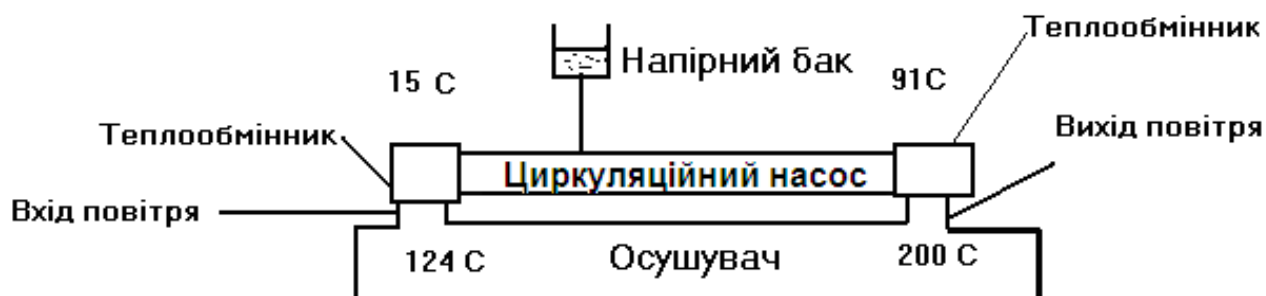 Теплообмінник
Напірний бак
15 С
91С
Теплообмінник
Вихід повітря
Циркуляційний насос
Вхід повітря
124 С
Осушувач
200 С